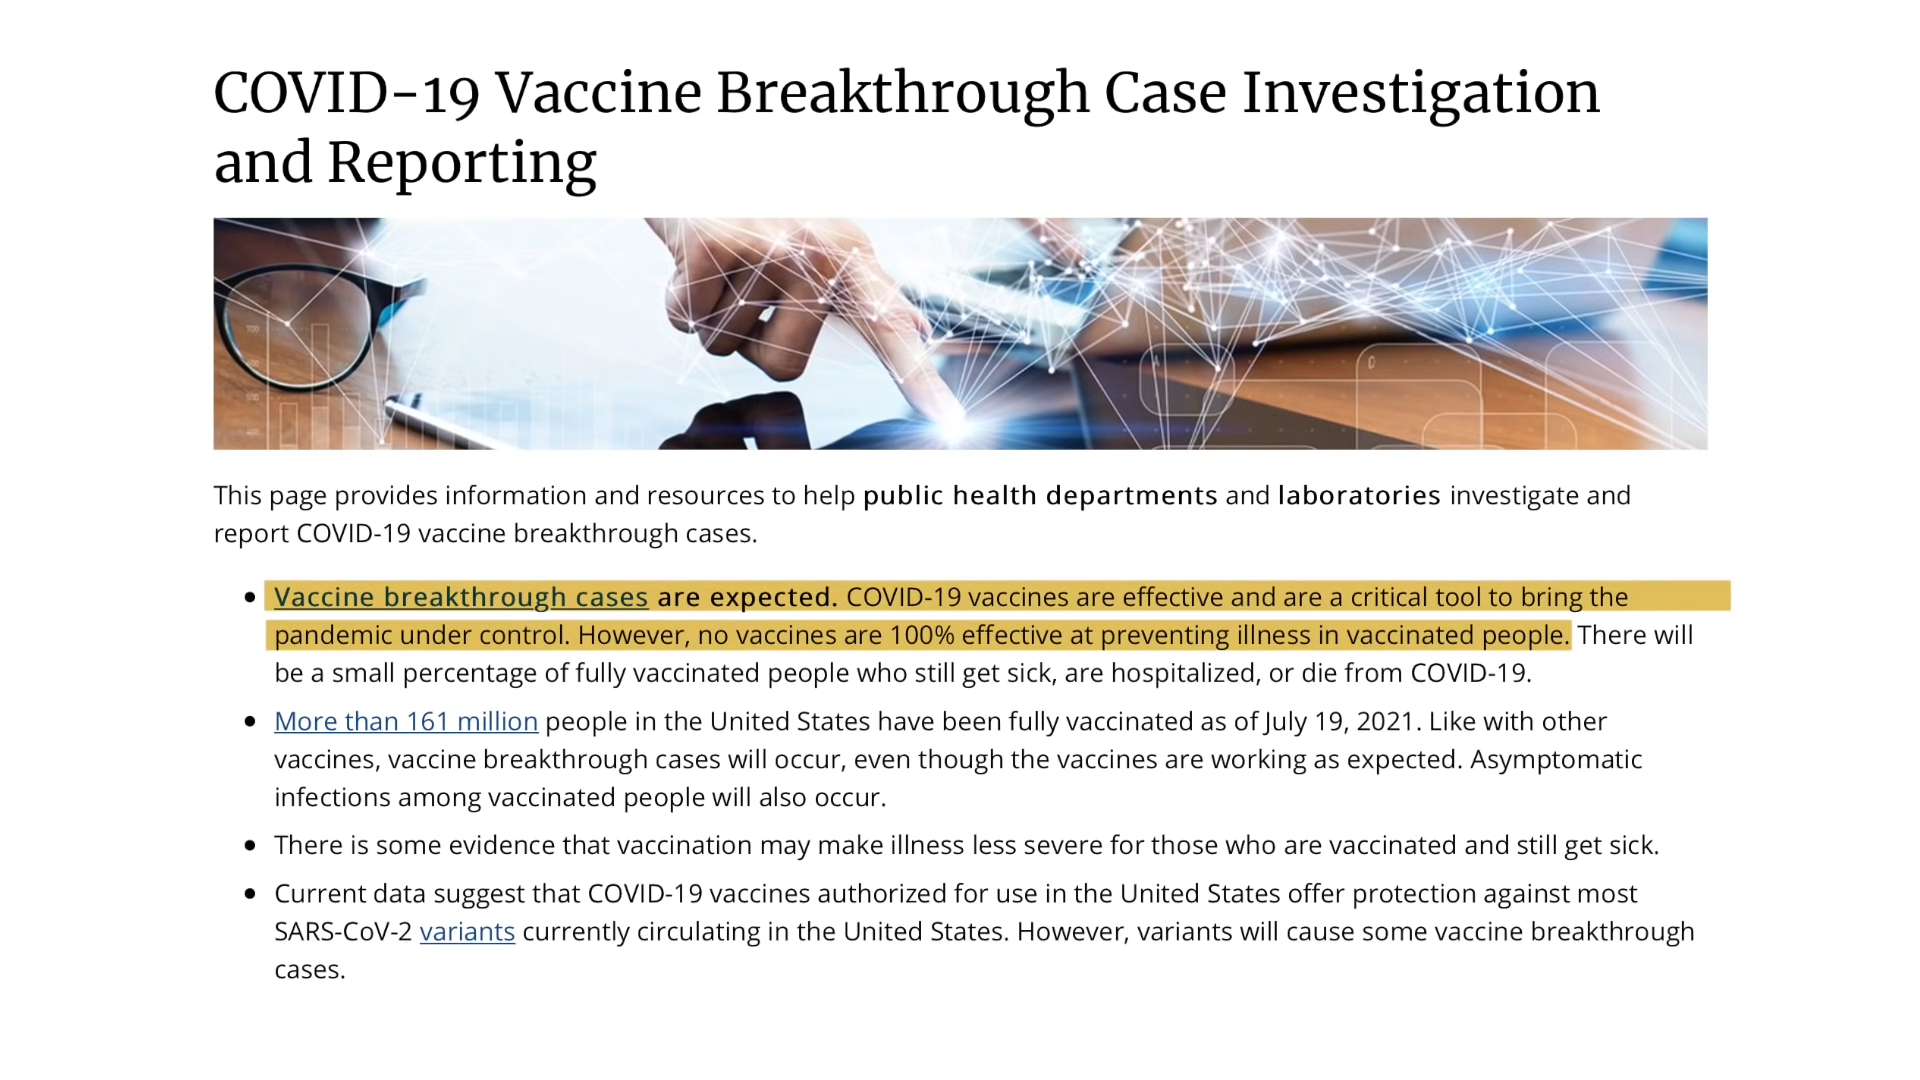 COVID-19 Vaccine Breakthrough Case Investigation
and Reporting
This page provides information and resources to help public health departments and laboratories investigate and
report COVID-19 vaccine breakthrough cases.
Vaccine breakthrough cases are expected. COVID-19 vaccines are effective and are a critical tool to bring the
pandemic under control. However, no vaccines are 100% effective at preventing illness in vaccinated people. There will
be a small percentage of fully vaccinated people who still get sick, are hospitalized, or die from COVID-19.
More than 161 million people in the United States have been fully vaccinated as of July 19, 2021. Like with other
vaccines, vaccine breakthrough cases will occur, even though the vaccines are working as expected. Asymptomatic
infections among vaccinated people will also occur.
There is some evidence that vaccination may make illness less severe for those who are vaccinated and still get sick.
Current data suggest that COVID-19 vaccines authorized for use in the United States offer protection against most
SARS-CoV-2 variants currently circulating in the United States. However, variants will cause some vaccine breakthrough
cases.